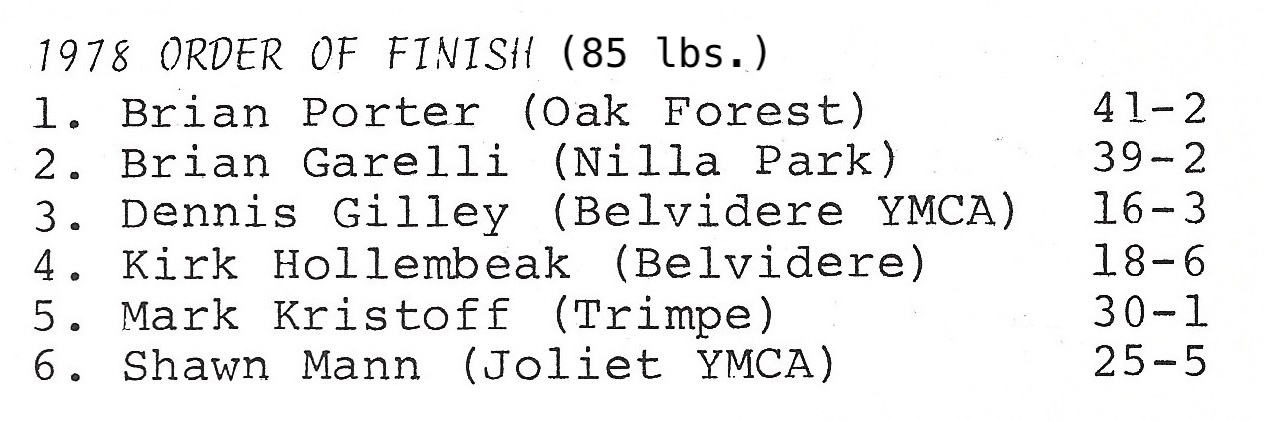 1978 ORDER OF FINISH (85 lbs.)
1. Brian Porter (Oak Forest) 41-2
2. Brian Garelli (Nilla Park) 39-2
3. Dennis Gilley (Belvidere YMCA) 16-3
4. Kirk Hollembeak (Belvidere) 18-6
5. Mark Kristoff (Trimpe) 30-1
6. Shawn Mann (Joliet YMCA) 25-5